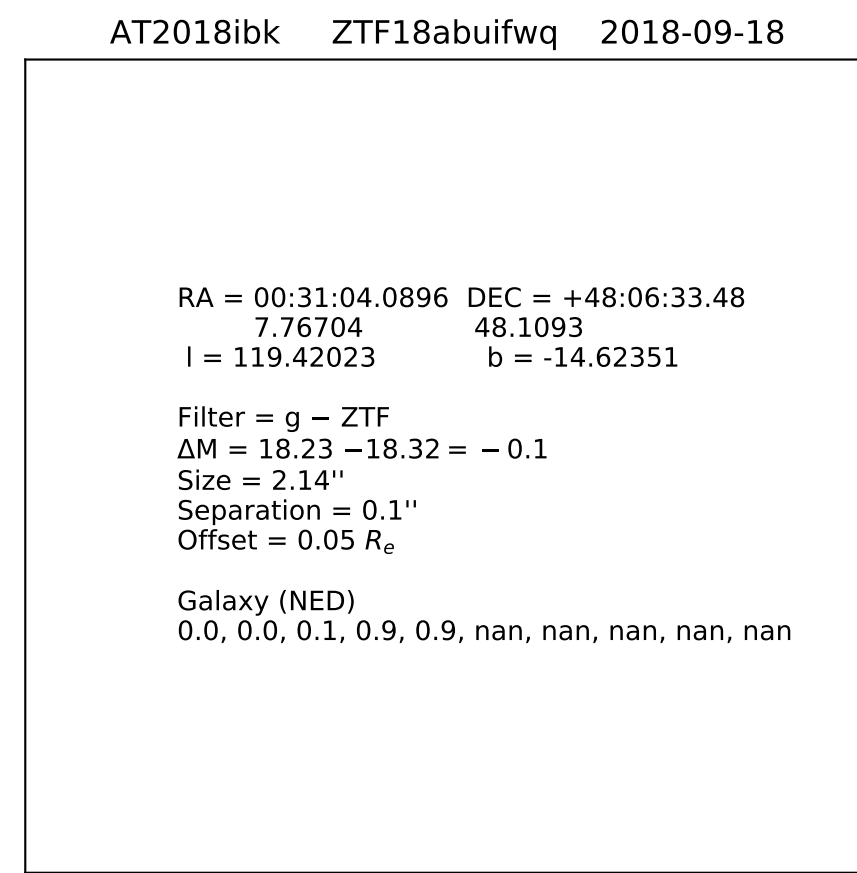 AT2018ibk ZTF18abuifwq 2018-09-18
RA = 00:31:04.0896 DEC = +48:06:33.48
7.76704 48.1093
l = 119.42023 b = -14.62351
Filter = g − ZTF
ΔM = 18.23 −18.32 = − 0.1
Size = 2.14''
Separation = 0.1''
Offset = 0.05 Re
Galaxy (NED)
0.0, 0.0, 0.1, 0.9, 0.9, nan, nan, nan, nan, nan